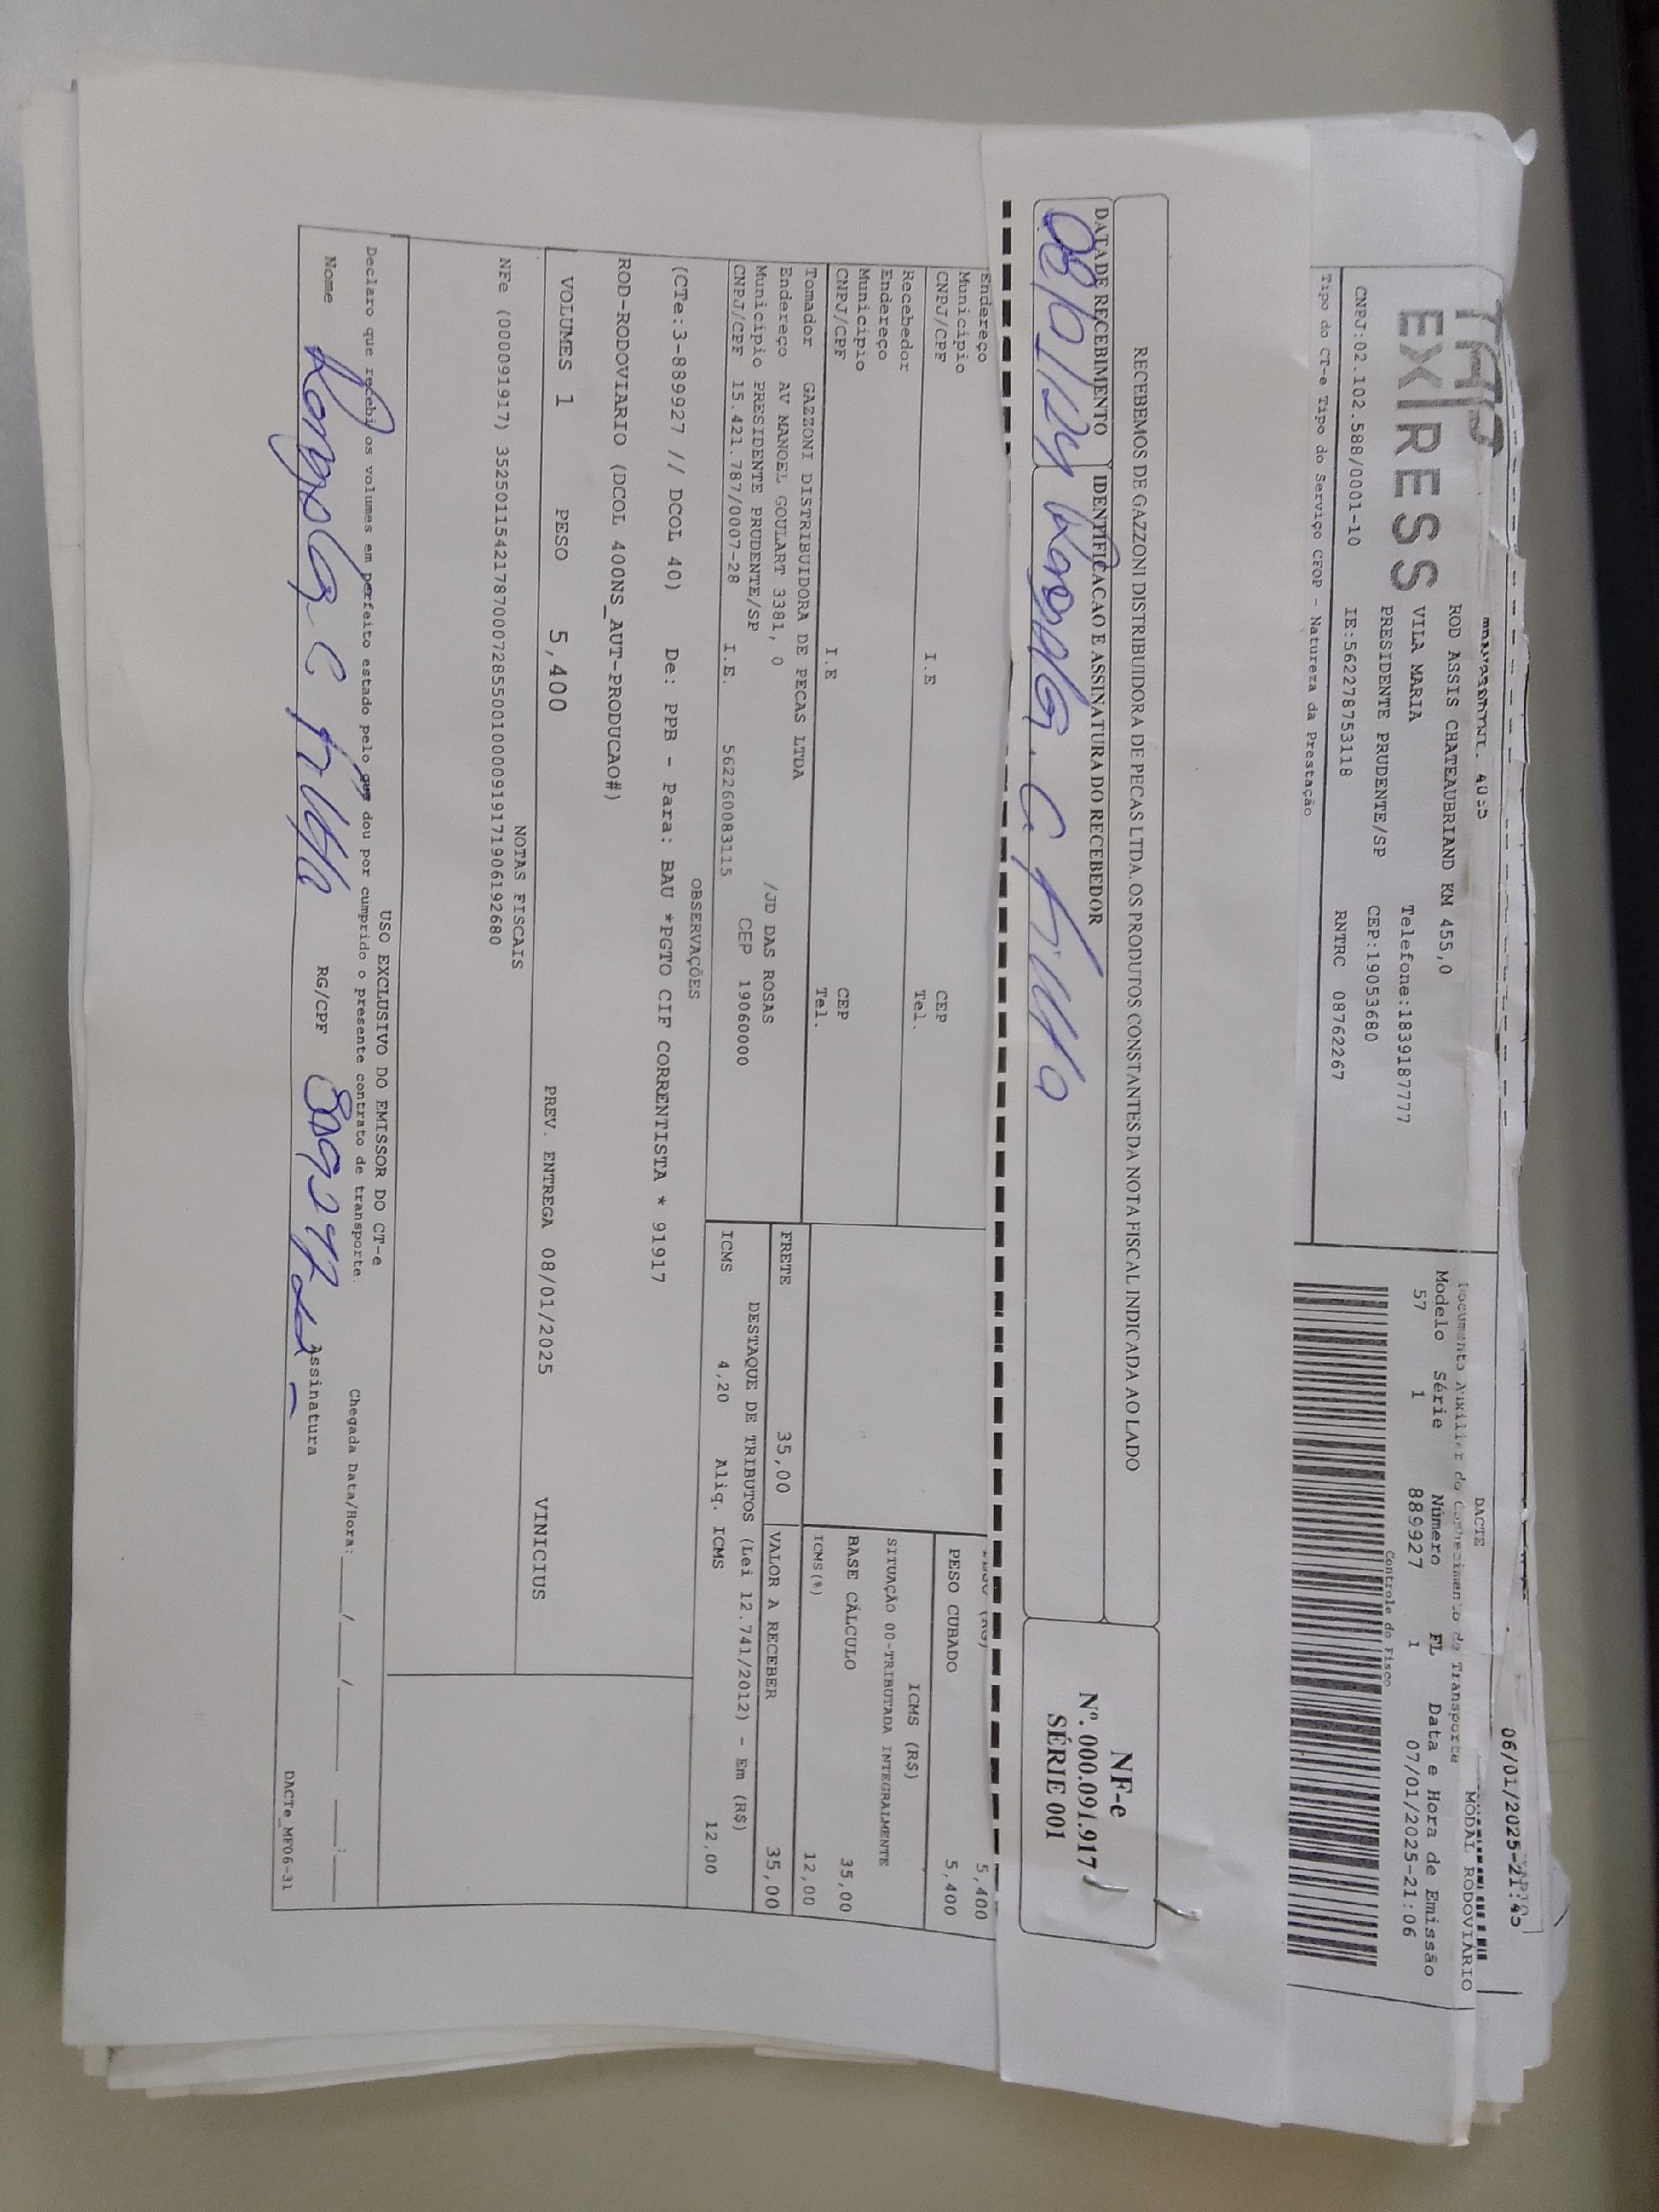 06/01/2025-21:45
DACTE
MODAL RODOVIÁRIO
Documento Auxiliar do Conhecimento de Transporte
EXPRESS
ROD ASSIS CHATEAUBRIAND KM 455,0
VILA MARIA Telefone:1839187777
PRESIDENTE PRUDENTE/SP CEP:19053680
CNPJ:02.102.588/0001-10 IE:562278753118 RNTRC 08762267
Modelo Série Número FL Data e Hora de Emissão
57 1 889927 1 07/01/2025-21:06
Controle do Fisco
Tipo do CT-e Tipo do Serviço CFOP - Natureza da Prestação
RECEBEMOS DE GAZZONI DISTRIBUIDORA DE PECAS LTDA. OS PRODUTOS CONSTANTES DA NOTA FISCAL INDICADA AO LADO
DATA DE RECEBIMENTO IDENTIFICACAO E ASSINATURA DO RECEBEDOR
NF-e
Nº. 000.091.917
SÉRIE 001
Endereço
Município CEP
CNPJ/CPF I.E Tel.
Recebedor
Endereço
Município CEP
CNPJ/CPF I.E Tel.
5,400
PESO CUBADO 5,400
ICMS (R$)
SITUAÇÃO 00-TRIBUTADA INTEGRALMENTE
BASE CÁLCULO 35,00
ICMS(%) 12,00
Tomador GAZZONI DISTRIBUIDORA DE PECAS LTDA
Endereço AV MANOEL GOULART 3381, 0 /JD DAS ROSAS
Município PRESIDENTE PRUDENTE/SP CEP 19060000
CNPJ/CPF 15.421.787/0007-28 I.E. 562260083115
FRETE 35,00 VALOR A RECEBER 35,00
DESTAQUE DE TRIBUTOS (Lei 12.741/2012) - Em (R$)
ICMS 4,20 Aliq. ICMS 12,00
OBSERVAÇÕES
(CTe:3-889927 // DCOL 40) De: PPB - Para: BAU *PGTO CIF CORRENTISTA * 91917
ROD-RODOVIARIO (DCOL 400NS_AUT-PRODUCAO#)
VOLUMES 1 PESO 5,400 PREV. ENTREGA 08/01/2025 VINICIUS
NOTAS FISCAIS
NFe (000091917) 35250115421787000728550010000919171906192680
USO EXCLUSIVO DO EMISSOR DO CT-e
Declaro que recebi os volumes em perfeito estado pelo que dou por cumprido o presente contrato de transporte.
Chegada Data/Hora: ___/___/___ ___:___
Nome RG/CPF Assinatura
DACTe_MF06-31